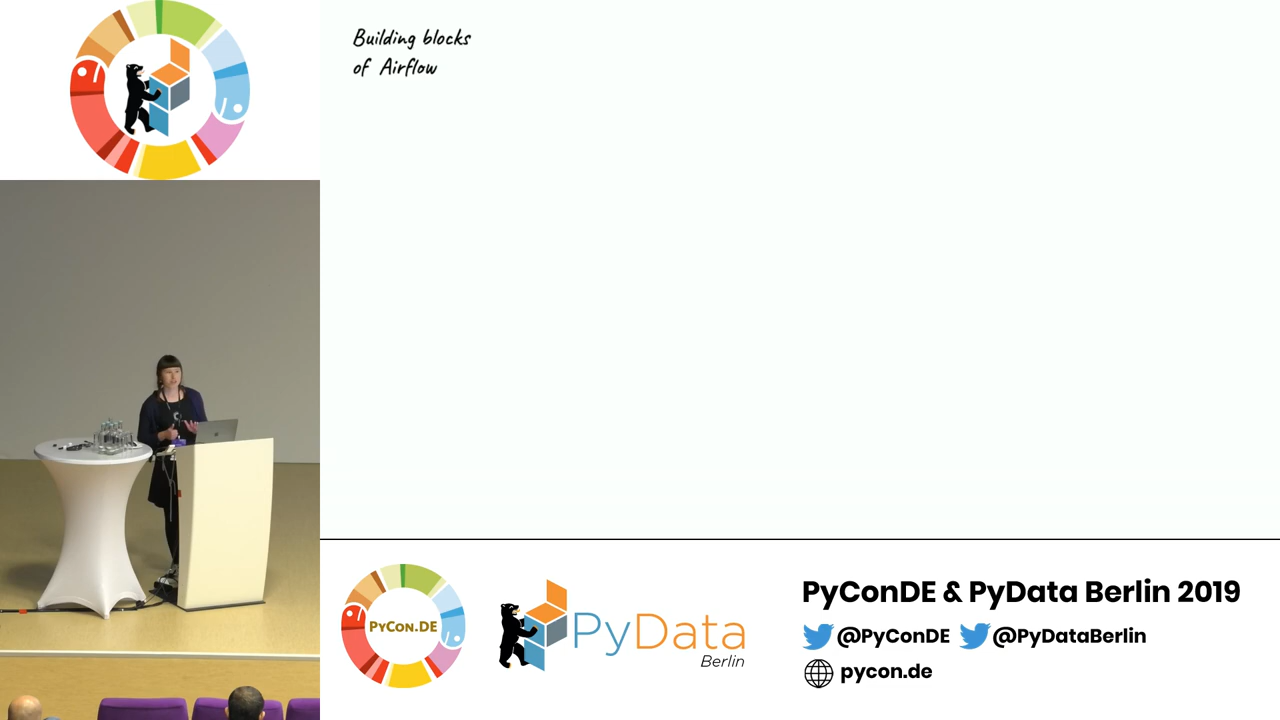 Building blocks
of Airflow
PYCON.DE
PyData
Berlin
PyConDE & PyData Berlin 2019
@PyConDE @PyDataBerlin
pycon.de